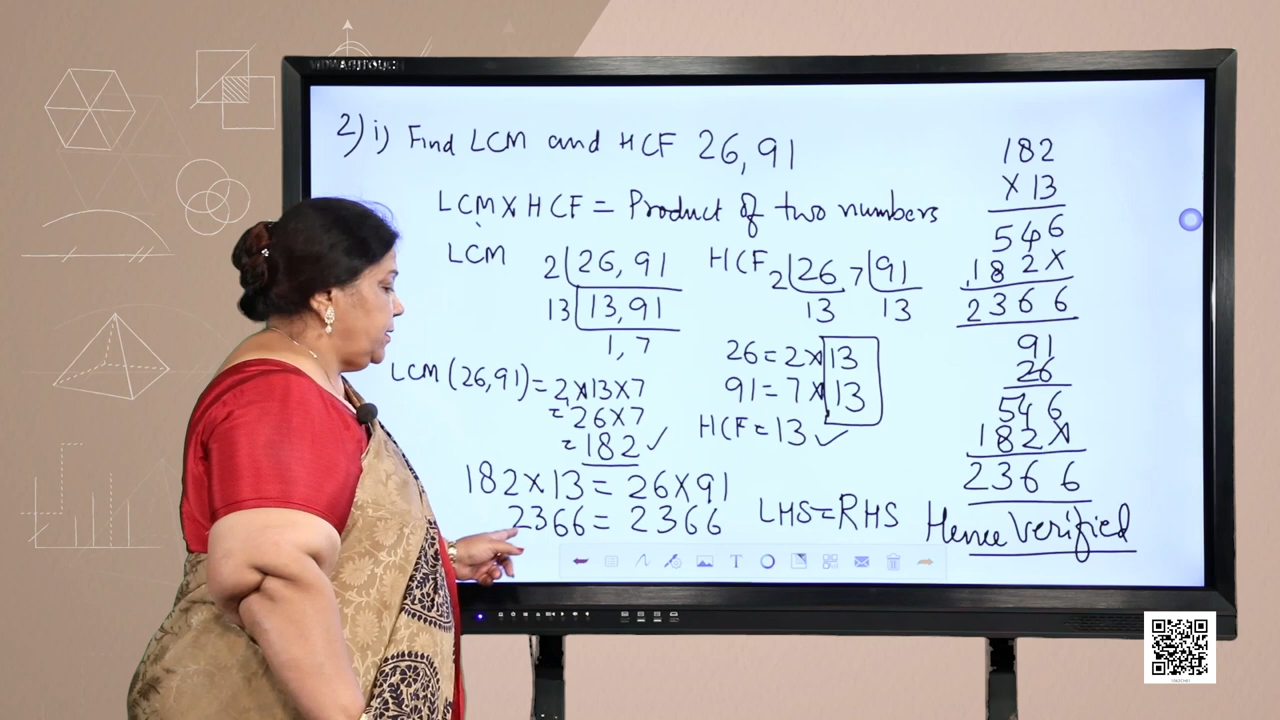 2) i) Find LCM and HCF 26, 91
LCM X HCF = Product of two numbers
LCM
2 26, 91
13 13, 91
1, 7
LCM (26, 91) = 2 X 13 X 7
= 26 X 7
= 182 ✓
HCF
2 26
13
7 91
13
26 = 2 X 13
91 = 7 X 13
HCF = 13 ✓
182 X 13 = 26 X 91
2366 = 2366
LHS = RHS
Hence Verified
182
X 13
546
182X
2366
91
26
546
182X
2366
T